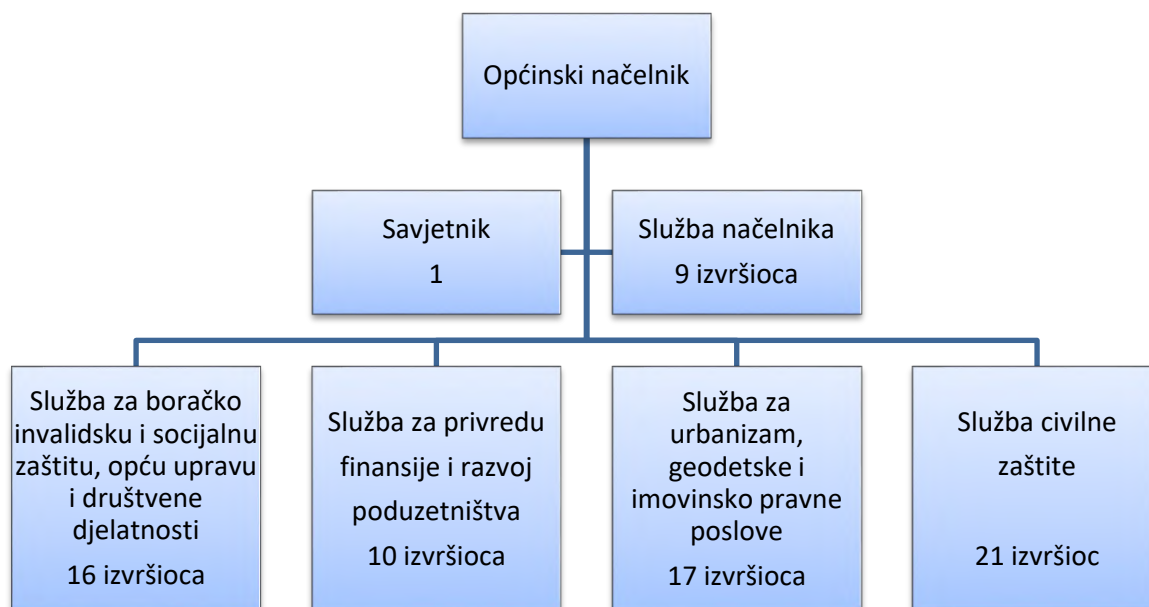 Općinski načelnik
Savjetnik
1
Služba načelnika
9 izvršioca
Služba za boračko
invalidsku i socijalnu
zaštitu, opću upravu
i društvene
djelatnosti
16 izvršioca
Služba za privredu
finansije i razvoj
poduzetništva
10 izvršioca
Služba za
urbanizam,
geodetske i
imovinsko pravne
poslove
17 izvršioca
Služba civilne
zaštite
21 izvršioc